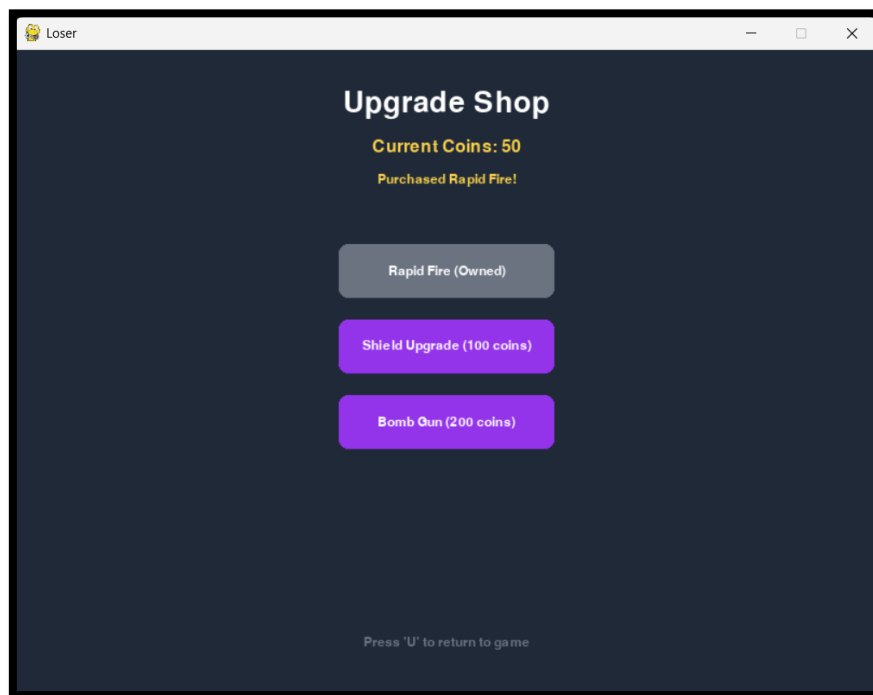 Loser
Upgrade Shop
Current Coins: 50
Purchased Rapid Fire!
Rapid Fire (Owned)
Shield Upgrade (100 coins)
Bomb Gun (200 coins)
Press 'U' to return to game